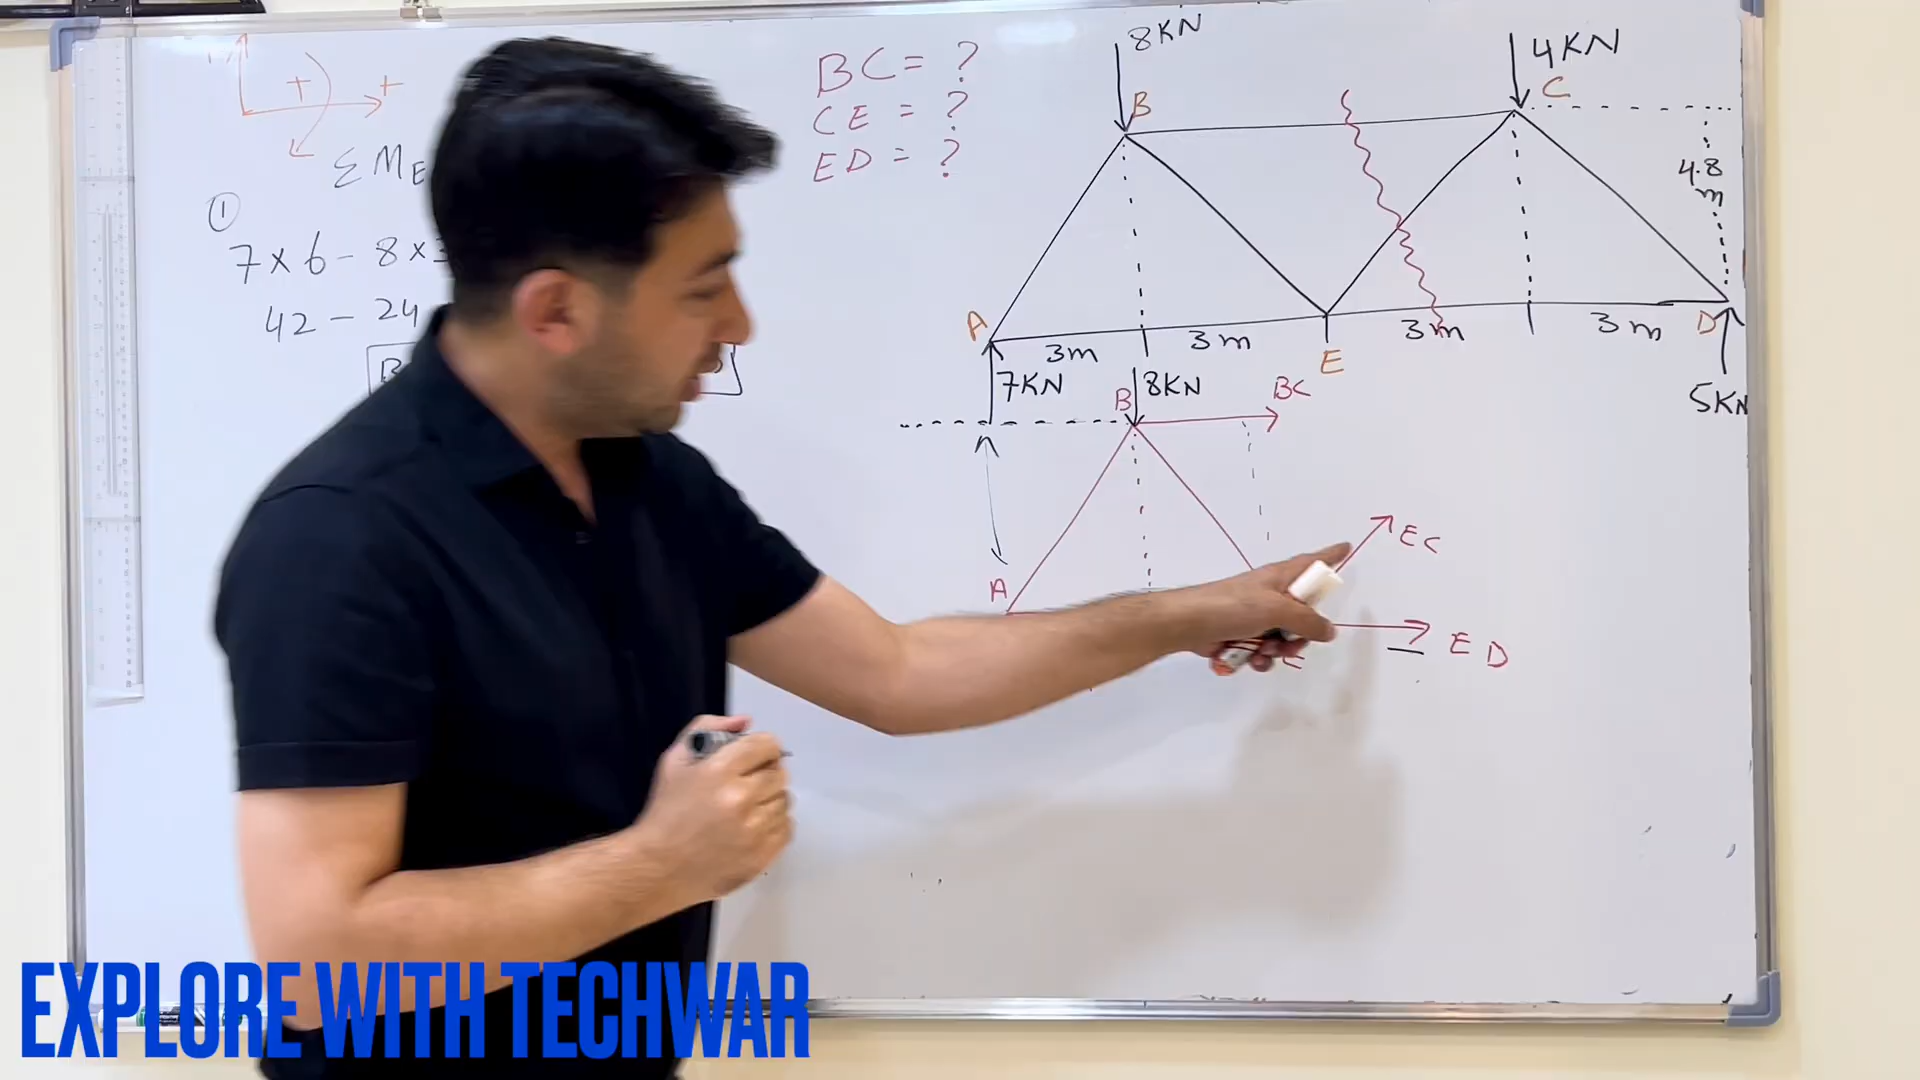 + +
ΣM_E
①
7×6 - 8×3
42 - 24
B
BC = ?
CE = ?
ED = ?
8KN
4KN
B
C
4.8
m
A
3m
3m
3m
3m
E
D
7KN
5KN
8KN
B
BC
A
EC
E
ED
EXPLORE WITH TECHWAR